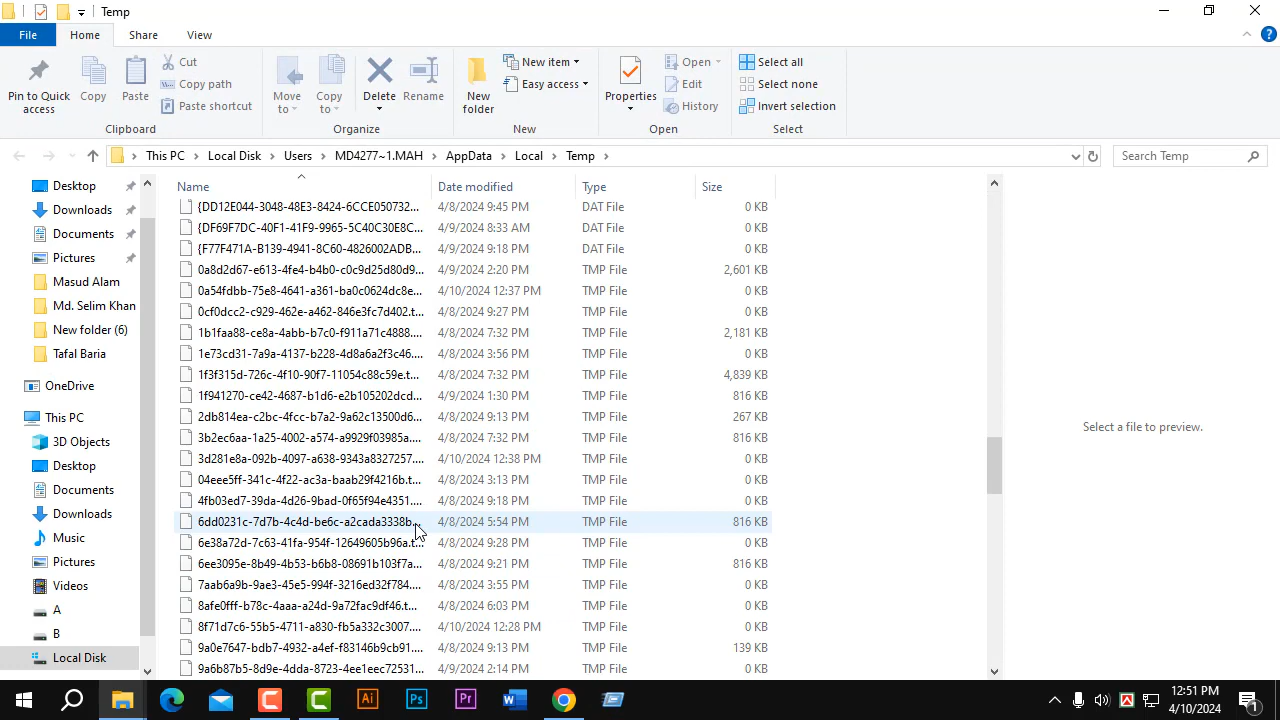 Temp
File Home Share View
Pin to Quick access
Copy
Paste
Cut
Copy path
Paste shortcut
Clipboard
Move to
Copy to
Delete
Rename
Organize
New folder
New item
Easy access
New
Properties
Open
Edit
History
Open
Select all
Select none
Invert selection
Select
This PC > Local Disk > Users > MD4277~1.MAH > AppData > Local > Temp >
Search Temp
Desktop
Downloads
Documents
Pictures
Masud Alam
Md. Selim Khan
New folder (6)
Tafal Baria
OneDrive
This PC
3D Objects
Desktop
Documents
Downloads
Music
Pictures
Videos
A
B
Local Disk
Name Date modified Type Size
{DD12E044-3048-48E3-8424-6CCE050732... 4/8/2024 9:45 PM DAT File 0 KB
{DF69F7DC-40F1-41F9-9965-5C40C30E8C... 4/9/2024 8:33 AM DAT File 0 KB
{F77F471A-B139-4941-8C60-4826002ADB... 4/9/2024 9:18 PM DAT File 0 KB
0a8d2d67-e613-4fe4-b4b0-c0c9d25d80d9... 4/9/2024 2:20 PM TMP File 2,601 KB
0a54fdbb-75e8-4641-a361-ba0c0624dc8e... 4/10/2024 12:37 PM TMP File 0 KB
0cf0dcc2-c929-462e-a462-846e3fc7d402.t... 4/8/2024 9:27 PM TMP File 0 KB
1b1faa88-ce8a-4abb-b7c0-f911a71c4888.... 4/8/2024 7:32 PM TMP File 2,181 KB
1e73cd31-7a9a-4137-b228-4d8a6a2f3c46.... 4/8/2024 3:56 PM TMP File 0 KB
1f3f315d-726c-4f10-90f7-11054c88c59e.t... 4/8/2024 7:32 PM TMP File 4,839 KB
1f941270-ce42-4687-b1d6-e2b105202dcd... 4/9/2024 1:30 PM TMP File 816 KB
2db814ea-c2bc-4fcc-b7a2-9a62c13500d6... 4/8/2024 9:13 PM TMP File 267 KB
3b2ec6aa-1a25-4002-a574-a9929f03985a.... 4/8/2024 7:32 PM TMP File 816 KB
3d281e8a-092b-4097-a638-9343a8327257.... 4/10/2024 12:38 PM TMP File 0 KB
04eee5ff-341c-4f22-ac3a-baab29f4216b.t... 4/8/2024 3:13 PM TMP File 0 KB
4fb03ed7-39da-4d26-9bad-0f65f94e4351.... 4/8/2024 9:18 PM TMP File 0 KB
6dd0231c-7d7b-4c4d-be6c-a2cada3338b... 4/8/2024 5:54 PM TMP File 816 KB
6e38a72d-7c63-41fa-954f-12649605b96a.t... 4/8/2024 9:28 PM TMP File 0 KB
6ee3095e-8b49-4b53-b6b8-08691b103f7a... 4/8/2024 9:21 PM TMP File 816 KB
7aab6a9b-9ae3-45e5-994f-3216ed32f784.... 4/8/2024 3:55 PM TMP File 0 KB
8afe0fff-b78c-4aaa-a24d-9a72fac9df46.t... 4/8/2024 6:03 PM TMP File 0 KB
8f71d7c6-55b5-4711-a830-fb5a332c3007.... 4/10/2024 12:28 PM TMP File 0 KB
9a0e7647-bdb7-4932-a4ef-f83146b9cb91.... 4/8/2024 9:13 PM TMP File 139 KB
9a6b87b5-8d9e-4dda-8723-4ee1eec72531... 4/9/2024 2:14 PM TMP File 0 KB
Select a file to preview.
Ai Ps Pr W
12:51 PM
4/10/2024
1